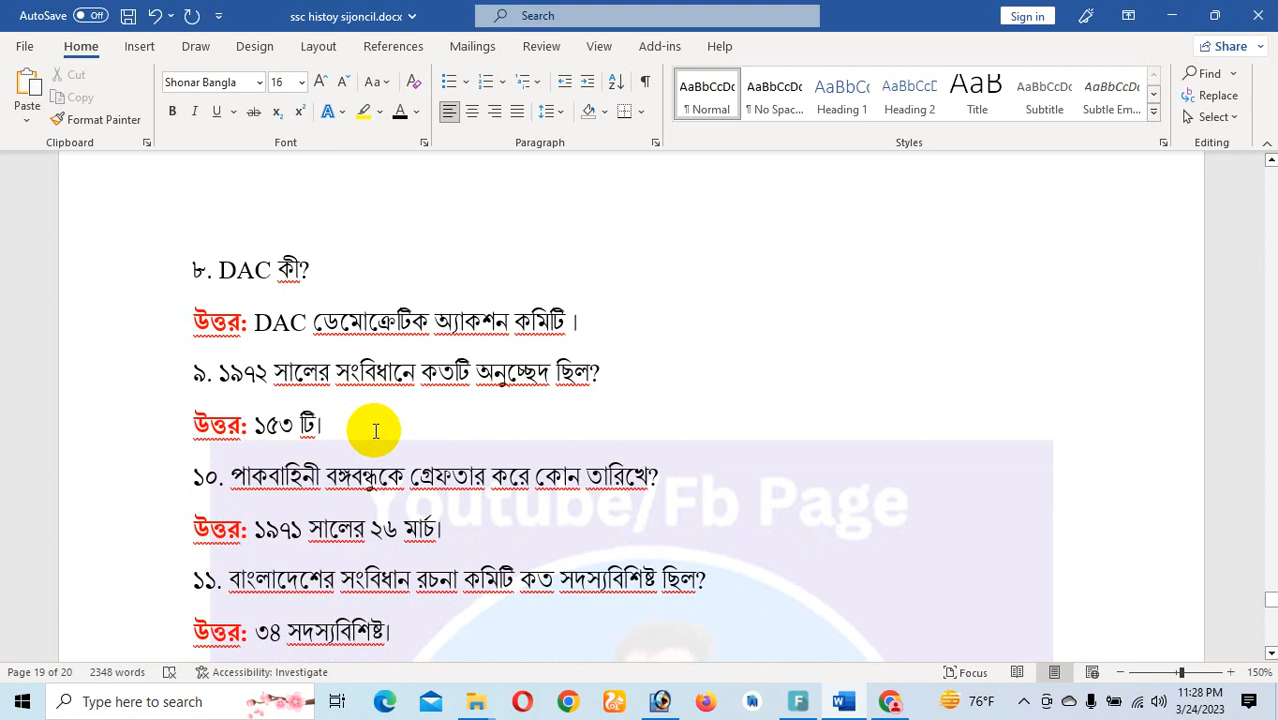 AutoSave Off ssc history sijoncil.docx Search Sign in
File Home Insert Draw Design Layout References Mailings Review View Add-ins Help Share
Paste Cut Copy Format Painter Clipboard
Shonar Bangla 16 Font
Paragraph
AaBbCcDc ¶ Normal AaBbCcDc ¶ No Spac... AaBbCc Heading 1 AaBbCcC Heading 2 AaB Title AaBbCcDc Subtitle AaBbCcDc Subtle Em... Styles
Find Replace Select Editing
৮. DAC কী?
উত্তর: DAC ডেমোক্রেটিক অ্যাকশন কমিটি ।
৯. ১৯৭২ সালের সংবিধানে কতটি অনুচ্ছেদ ছিল?
উত্তর: ১৫৩ টি।
১০. পাকবাহিনী বঙ্গবন্ধুকে গ্রেফতার করে কোন তারিখে?
Youtube/Fb Page
উত্তর: ১৯৭১ সালের ২৬ মার্চ।
১১. বাংলাদেশের সংবিধান রচনা কমিটি কত সদস্যবিশিষ্ট ছিল?
উত্তর: ৩৪ সদস্যবিশিষ্ট।
Page 19 of 20 2348 words Accessibility: Investigate Focus 150%
Type here to search 76°F 11:28 PM
3/24/2023